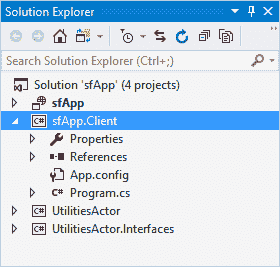 Solution Explorer
Search Solution Explorer (Ctrl+;)
Solution 'sfApp' (4 projects)
sfApp
C# sfApp.Client
Properties
References
App.config
C# Program.cs
C# UtilitiesActor
C# UtilitiesActor.Interfaces